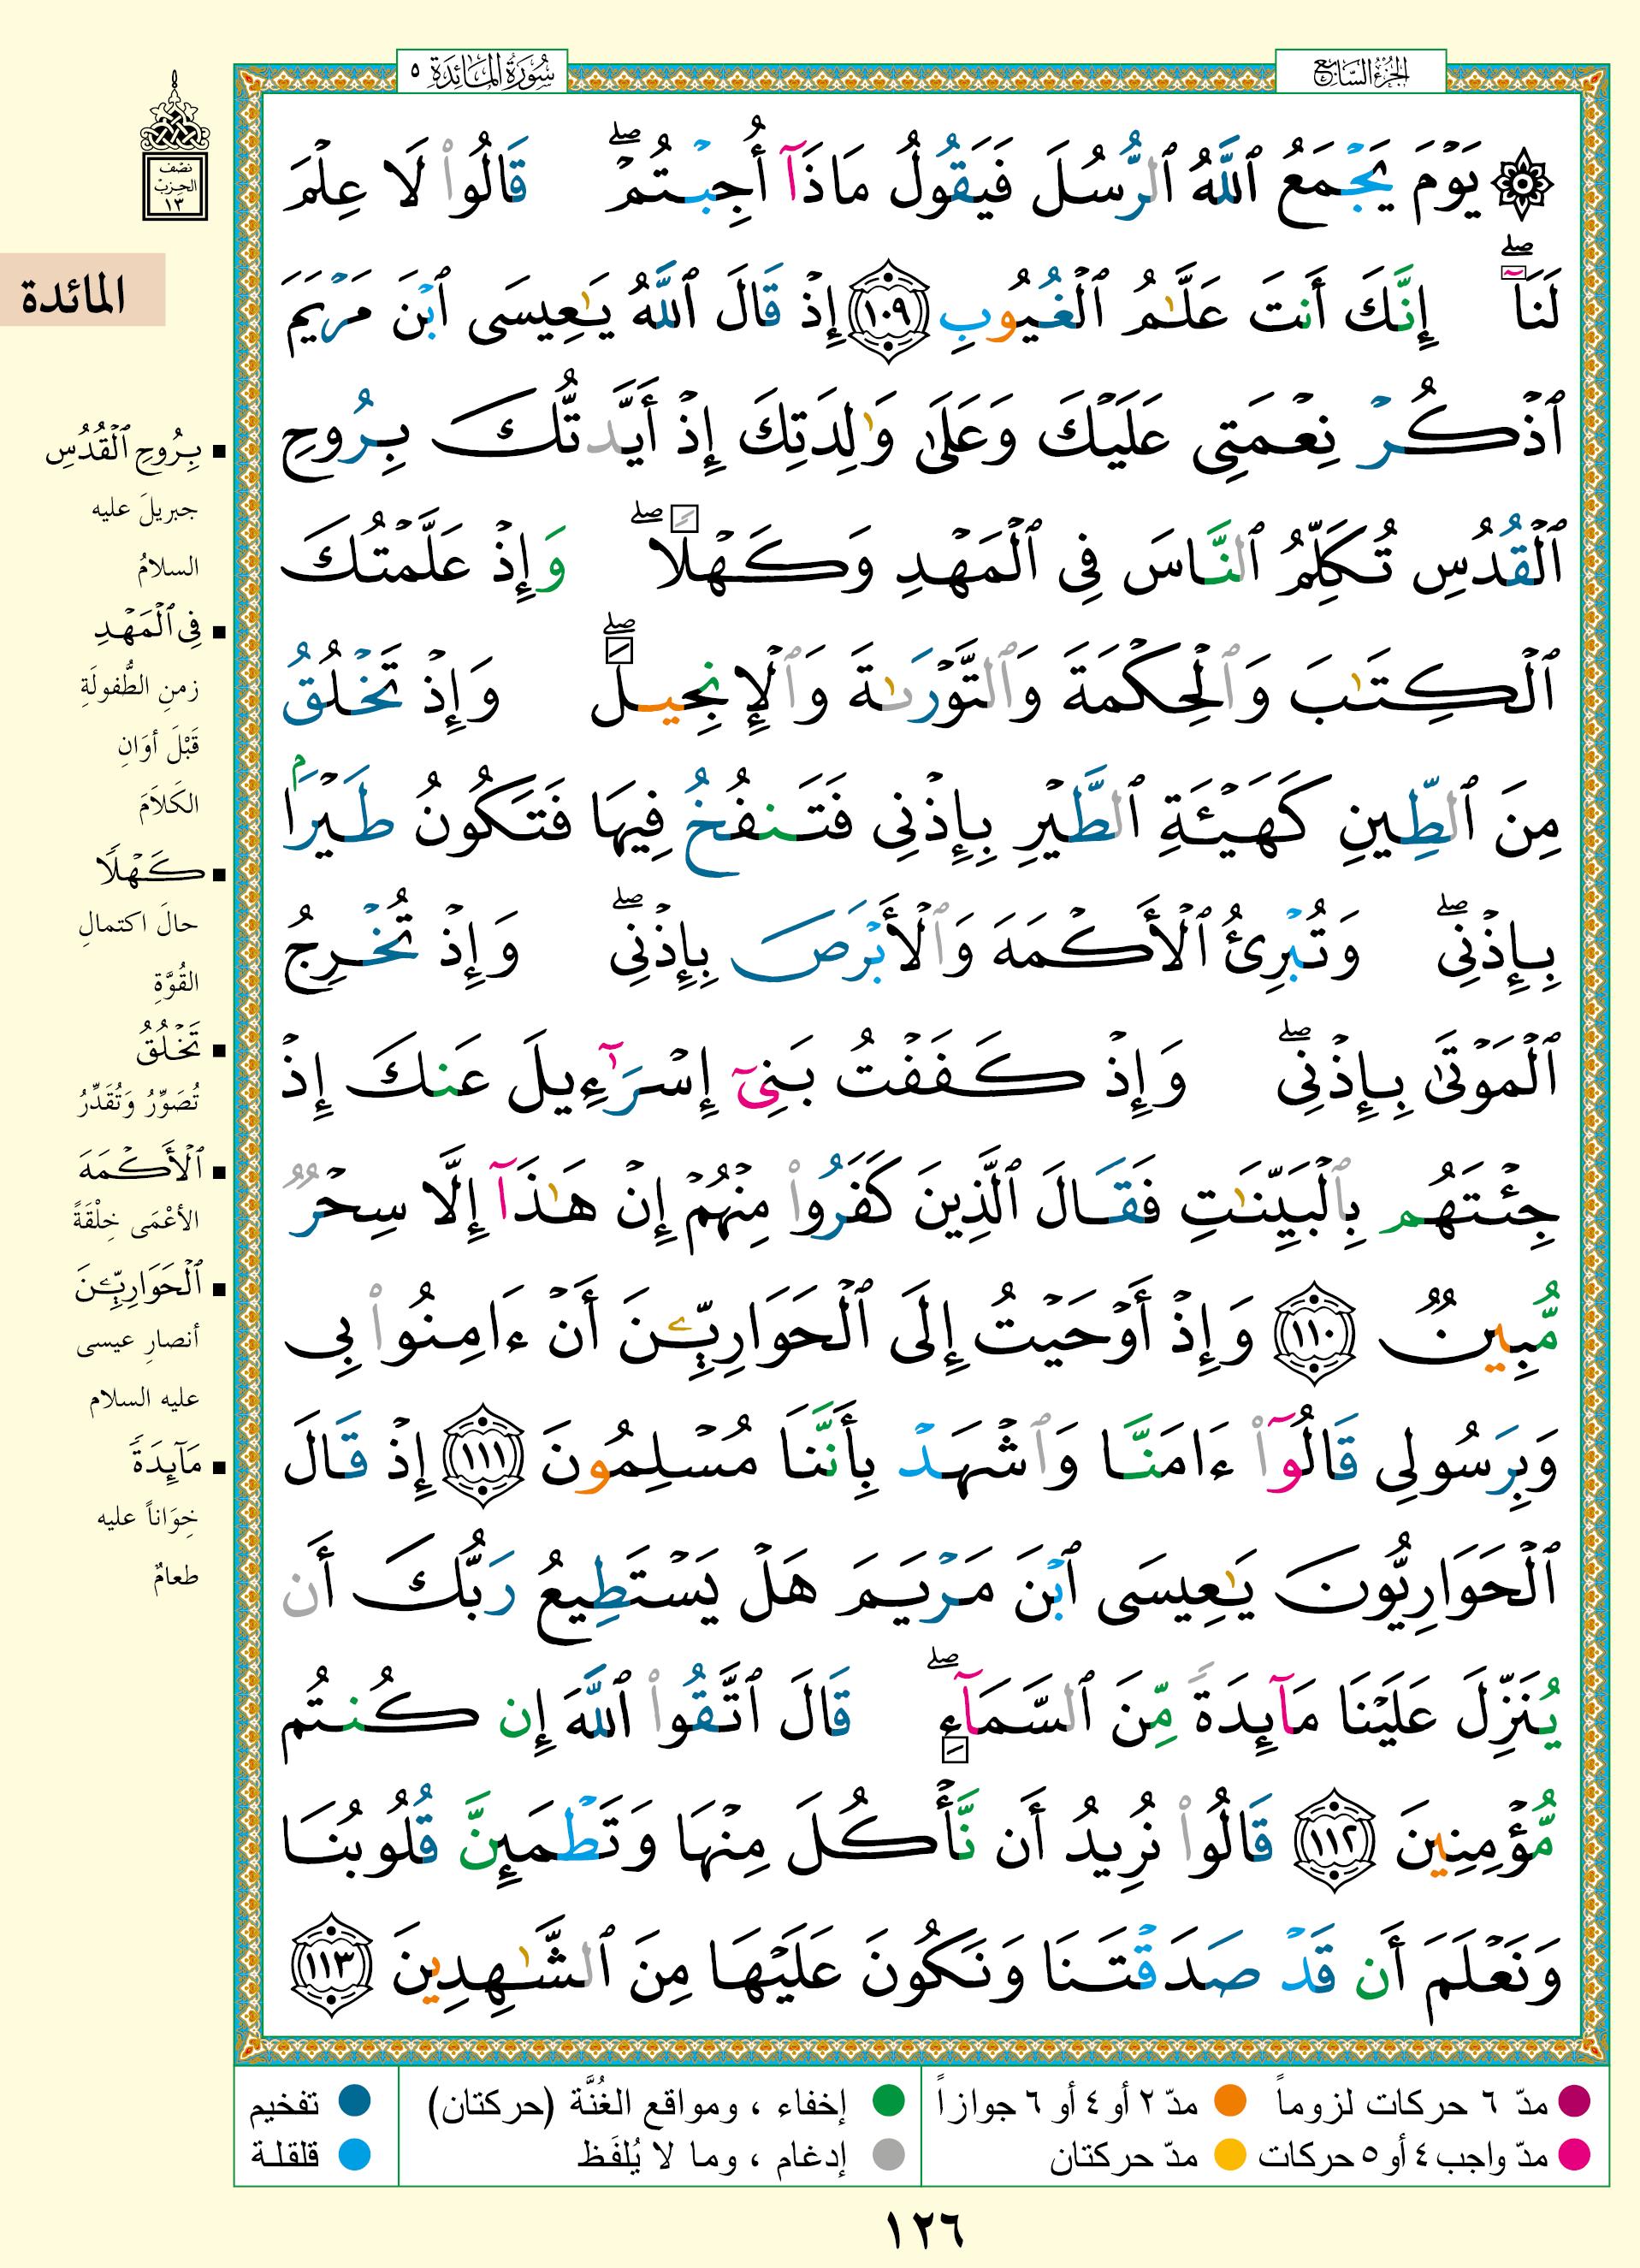 الجزء السابع
سورة المائدة ٥
نصف
الحزب
١٣
المائدة
۞ يَوْمَ يَجْمَعُ ٱللَّهُ ٱلرُّسُلَ فَيَقُولُ مَاذَآ أُجِبْتُمْ ۖ قَالُوا۟ لَا عِلْمَ
لَنَآ ۖ إِنَّكَ أَنتَ عَلَّٰمُ ٱلْغُيُوبِ ١٠٩ إِذْ قَالَ ٱللَّهُ يَٰعِيسَى ٱبْنَ مَرْيَمَ
ٱذْكُرْ نِعْمَتِى عَلَيْكَ وَعَلَىٰ وَٰلِدَتِكَ إِذْ أَيَّدتُّكَ بِرُوحِ
ٱلْقُدُسِ تُكَلِّمُ ٱلنَّاسَ فِى ٱلْمَهْدِ وَكَهْلًا ۖ وَإِذْ عَلَّمْتُكَ
ٱلْكِتَٰبَ وَٱلْحِكْمَةَ وَٱلتَّوْرَىٰةَ وَٱلْإِنجِيلَ ۖ وَإِذْ تَخْلُقُ
مِنَ ٱلطِّينِ كَهَيْـَٔةِ ٱلطَّيْرِ بِإِذْنِى فَتَنفُخُ فِيهَا فَتَكُونُ طَيْرًۢا
بِإِذْنِى ۖ وَتُبْرِئُ ٱلْأَكْمَهَ وَٱلْأَبْرَصَ بِإِذْنِى ۖ وَإِذْ تُخْرِجُ
ٱلْمَوْتَىٰ بِإِذْنِى ۖ وَإِذْ كَفَفْتُ بَنِىٓ إِسْرَٰٓءِيلَ عَنكَ إِذْ
جِئْتَهُم بِٱلْبَيِّنَٰتِ فَقَالَ ٱلَّذِينَ كَفَرُوا۟ مِنْهُمْ إِنْ هَٰذَآ إِلَّا سِحْرٌ
مُّبِينٌ ١١٠ وَإِذْ أَوْحَيْتُ إِلَى ٱلْحَوَارِيِّـۧنَ أَنْ ءَامِنُوا۟ بِى
وَبِرَسُولِى قَالُوٓا۟ ءَامَنَّا وَٱشْهَدْ بِأَنَّنَا مُسْلِمُونَ ١١١ إِذْ قَالَ
ٱلْحَوَارِيُّونَ يَٰعِيسَى ٱبْنَ مَرْيَمَ هَلْ يَسْتَطِيعُ رَبُّكَ أَن
يُنَزِّلَ عَلَيْنَا مَآئِدَةً مِّنَ ٱلسَّمَآءِ ۖ قَالَ ٱتَّقُوا۟ ٱللَّهَ إِن كُنتُم
مُّؤْمِنِينَ ١١٢ قَالُوا۟ نُرِيدُ أَن نَّأْكُلَ مِنْهَا وَتَطْمَئِنَّ قُلُوبُنَا
وَنَعْلَمَ أَن قَدْ صَدَقْتَنَا وَنَكُونَ عَلَيْهَا مِنَ ٱلشَّٰهِدِينَ ١١٣
▪ بِرُوحِ ٱلْقُدُسِ
جبريلَ عليه
السلامُ
▪ فِى ٱلْمَهْدِ
زمنِ الطُّفولَةِ
قَبْلَ أوَانِ
الكَلَامِ
▪ كَهْلًا
حالَ اكتمالِ
القُوَّةِ
▪ تَخْلُقُ
تُصَوِّرُ وَتُقَدِّرُ
▪ ٱلْأَكْمَهَ
الأعْمَى خِلْقَةً
▪ ٱلْحَوَارِيِّـۧنَ
أنصارِ عيسى
عليه السلام
▪ مَآئِدَةً
خِوَاناً عليه
طعامٌ
مدّ ٦ حركات لزوماً ● مدّ ٢ أو ٤ أو ٦ جوازاً ● إخفاء ، ومواقع الغُنَّة (حركتان) ● تفخيم
مدّ واجب ٤ أو ٥ حركات ● مدّ حركتان ● إدغام ، وما لا يُلفَظ ● قلقلة
١٢٦